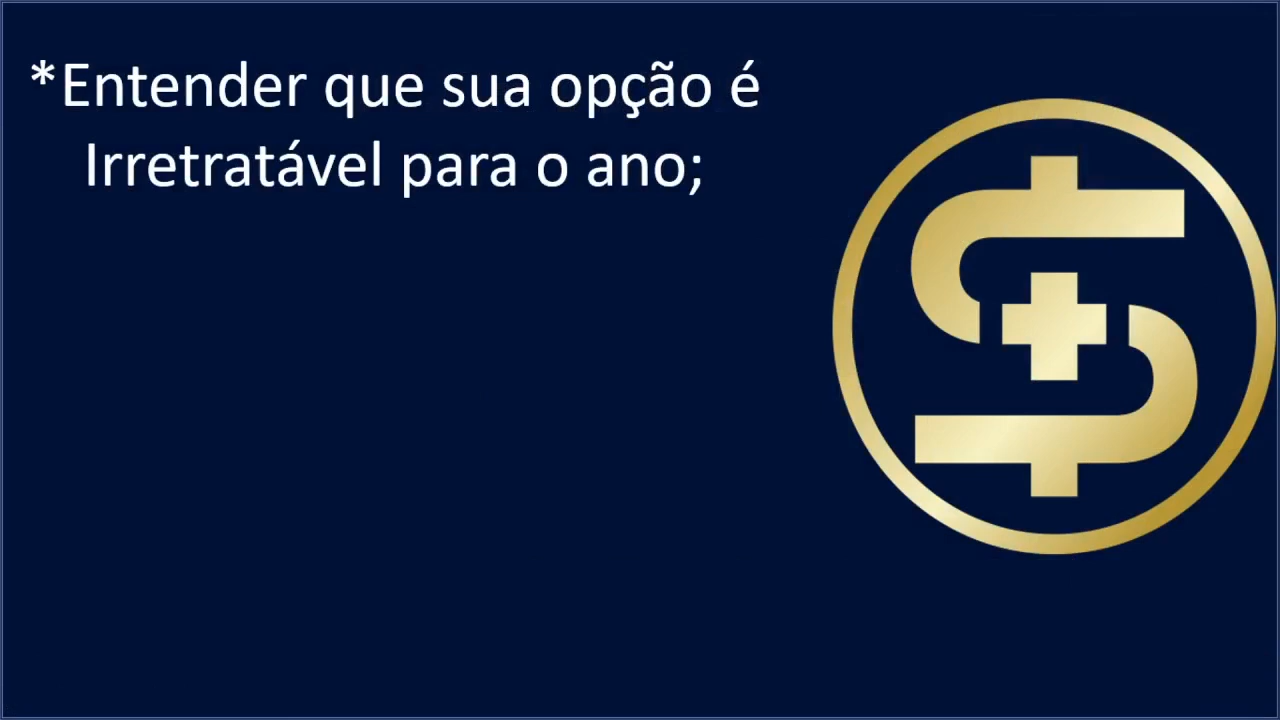 *Entender que sua opção é
Irretratável para o ano;